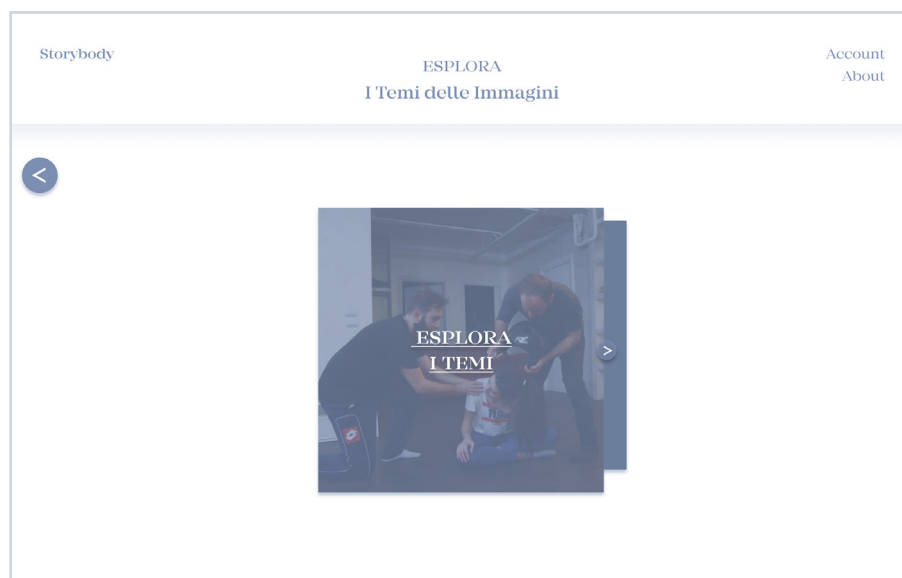 Storybody
ESPLORA
I Temi delle Immagini
Account
About
<
ESPLORA
I TEMI
>